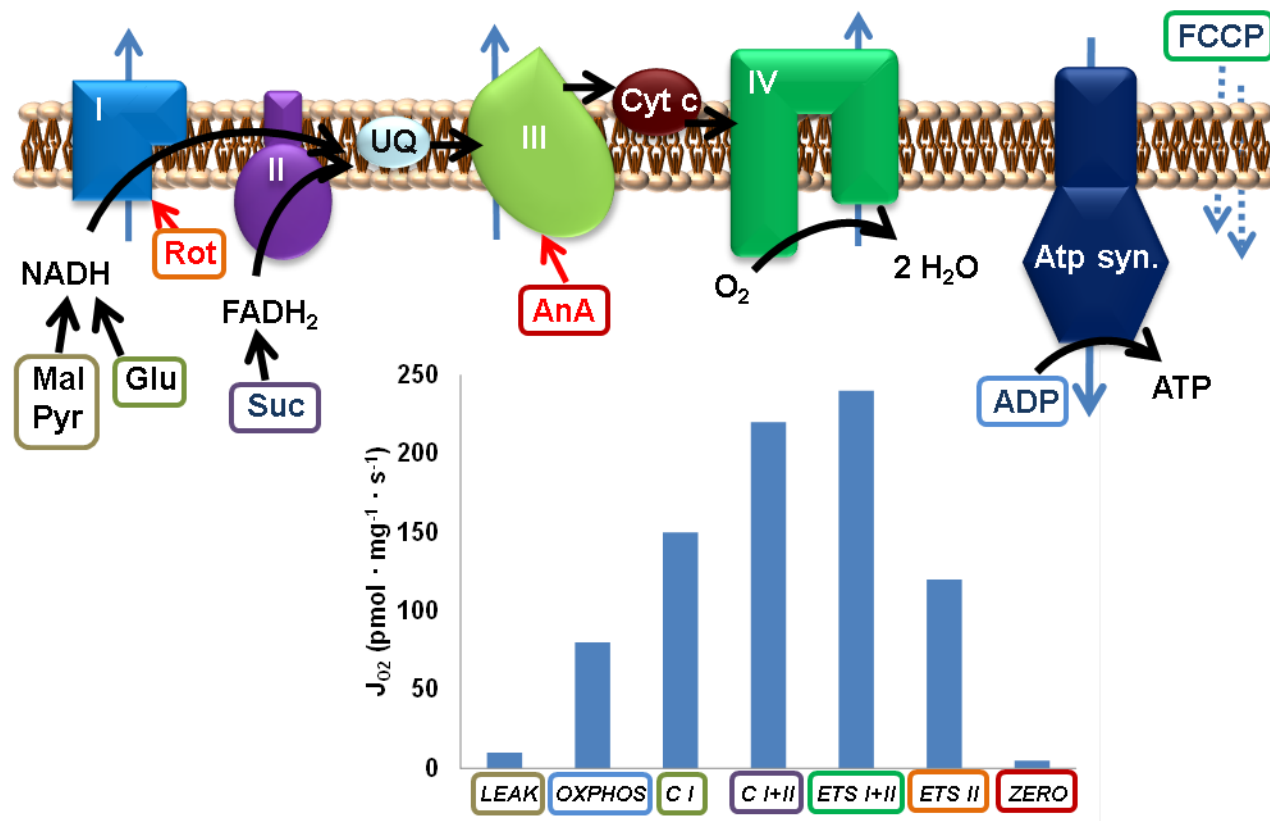 FCCP
I
IV
Cyt c
UQ
III
II
Rot
Atp syn.
NADH
O₂
2 H₂O
AnA
FADH₂
Mal
Pyr
Glu
Suc
ADP
ATP
J_O2 (pmol · mg⁻¹ · s⁻¹)
250
200
150
100
50
0
LEAK
OXPHOS
C I
C I+II
ETS I+II
ETS II
ZERO